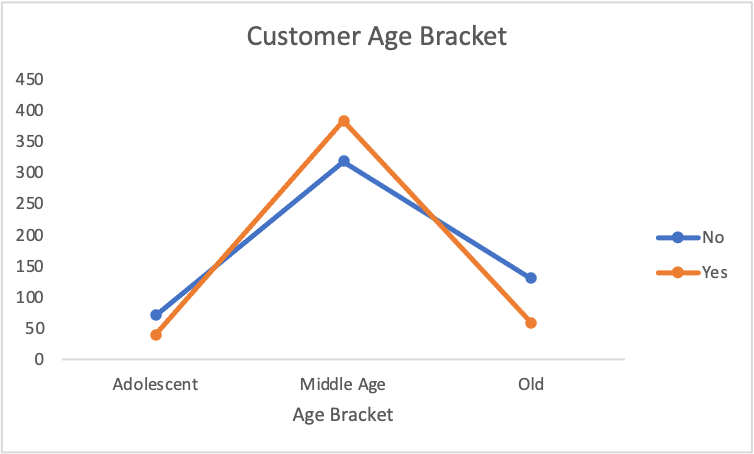 Customer Age Bracket
450
400
350
300
250
200
150
100
50
0
Adolescent Middle Age Old
Age Bracket
No
Yes